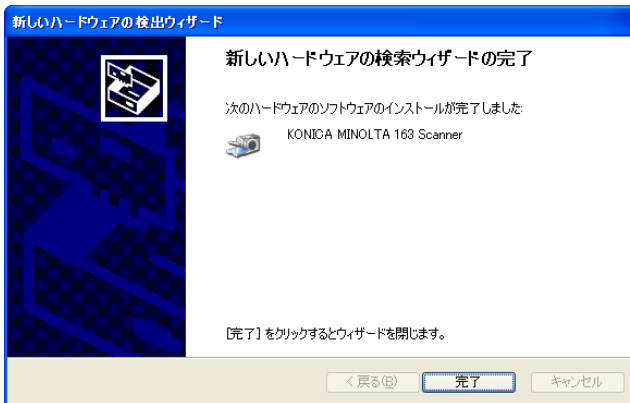 新しいハードウェアの検出ウィザード
新しいハードウェアの検索ウィザードの完了
次のハードウェアのソフトウェアのインストールが完了しました:
KONICA MINOLTA 163 Scanner
[完了] をクリックするとウィザードを閉じます。
< 戻る(B)
完了
キャンセル